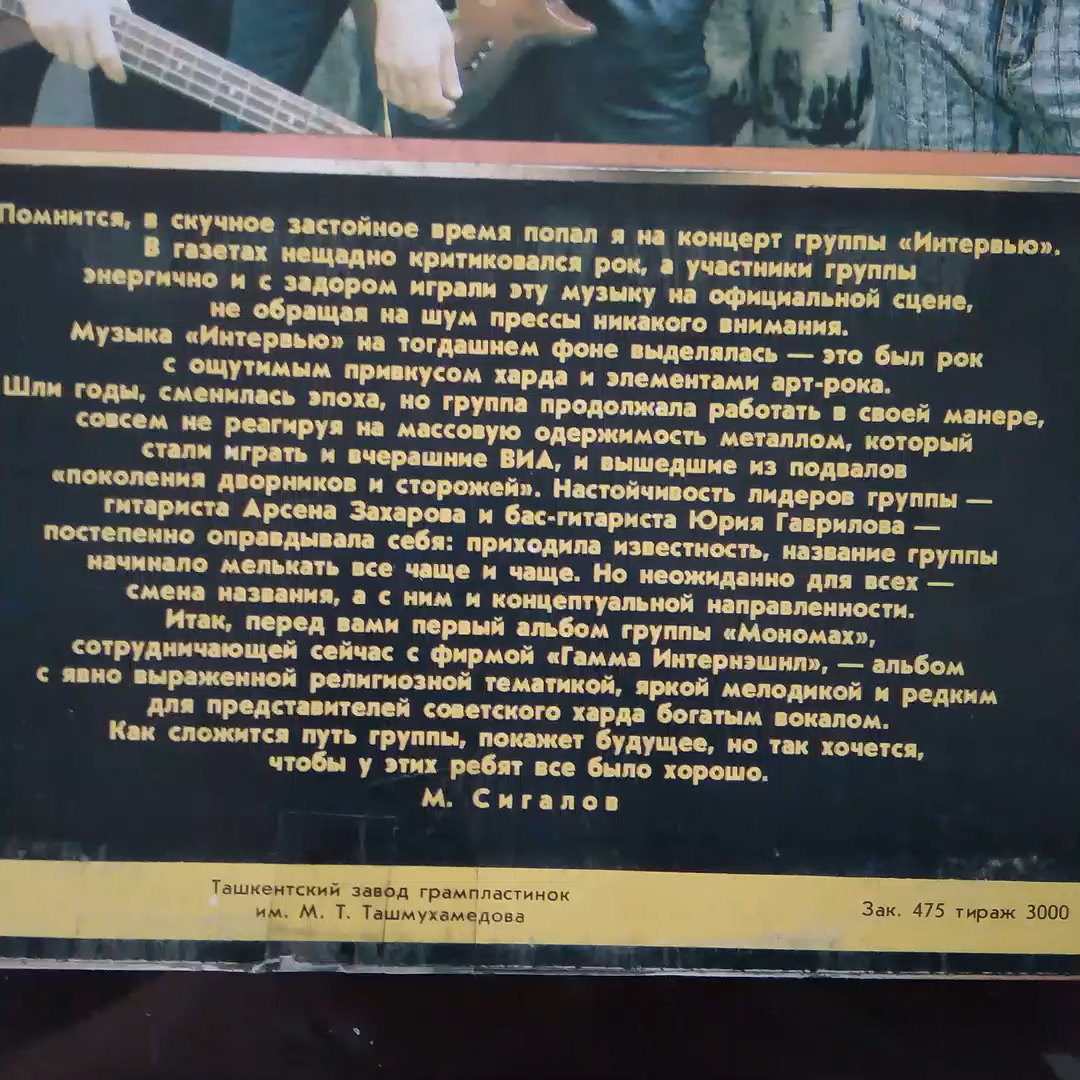 Помнится, в скучное застойное время попал я на концерт группы «Интервью».
В газетах нещадно критиковался рок, а участники группы
энергично и с задором играли эту музыку на официальной сцене,
не обращая на шум прессы никакого внимания.
Музыка «Интервью» на тогдашнем фоне выделялась — это был рок
с ощутимым привкусом харда и элементами арт-рока.
Шли годы, сменилась эпоха, но группа продолжала работать в своей манере,
совсем не реагируя на массовую одержимость металлом, который
стали играть и вчерашние ВИА, и вышедшие из подвалов
«поколения дворников и сторожей». Настойчивость лидеров группы —
гитариста Арсена Захарова и бас-гитариста Юрия Гаврилова —
постепенно оправдывала себя: приходила известность, название группы
начинало мелькать все чаще и чаще. Но неожиданно для всех —
смена названия, а с ним и концептуальной направленности.
Итак, перед вами первый альбом группы «Мономах»,
сотрудничающей сейчас с фирмой «Гамма Интернэшнл», — альбом
с явно выраженной религиозной тематикой, яркой мелодикой и редким
для представителей советского харда богатым вокалом.
Как сложится путь группы, покажет будущее, но так хочется,
чтобы у этих ребят все было хорошо.
М. Сигалов
Ташкентский завод грампластинок
им. М. Т. Ташмухамедова
Зак. 475 тираж 3000